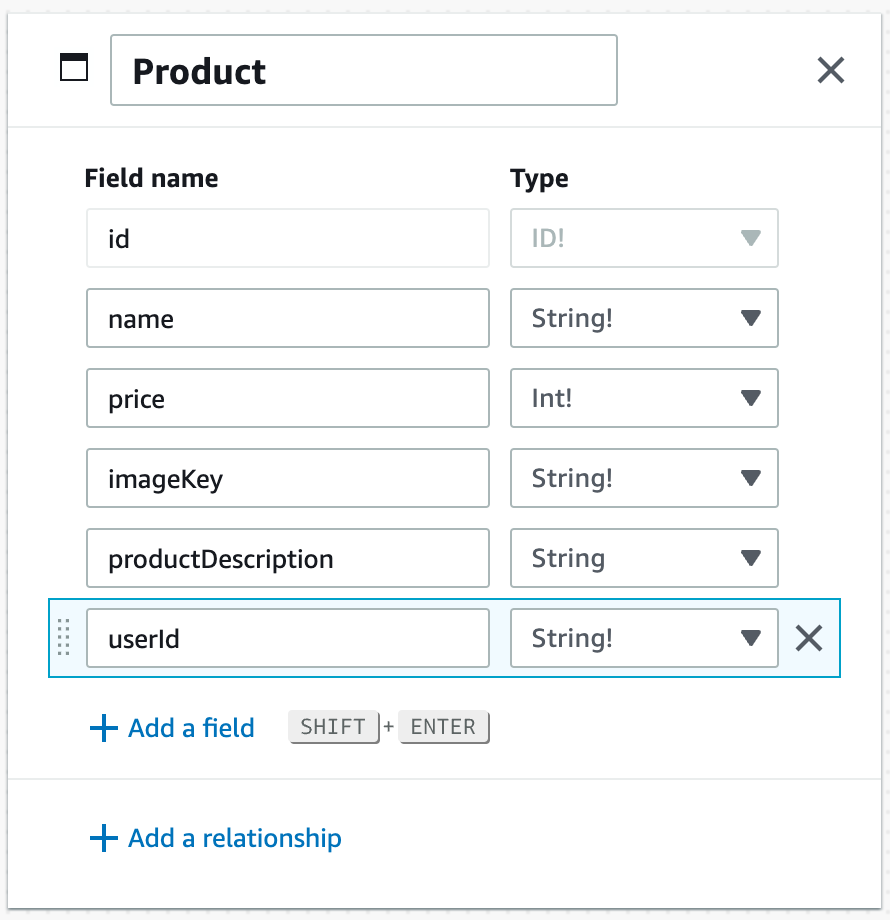 Product
Field name Type
id ID!
name String!
price Int!
imageKey String!
productDescription String
userId String!
Add a field SHIFT + ENTER
Add a relationship